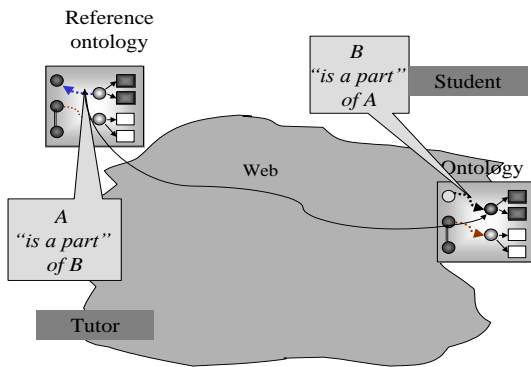 Reference
ontology
B
“is a part”
of A
Student
Web
Ontology
A
“is a part”
of B
Tutor